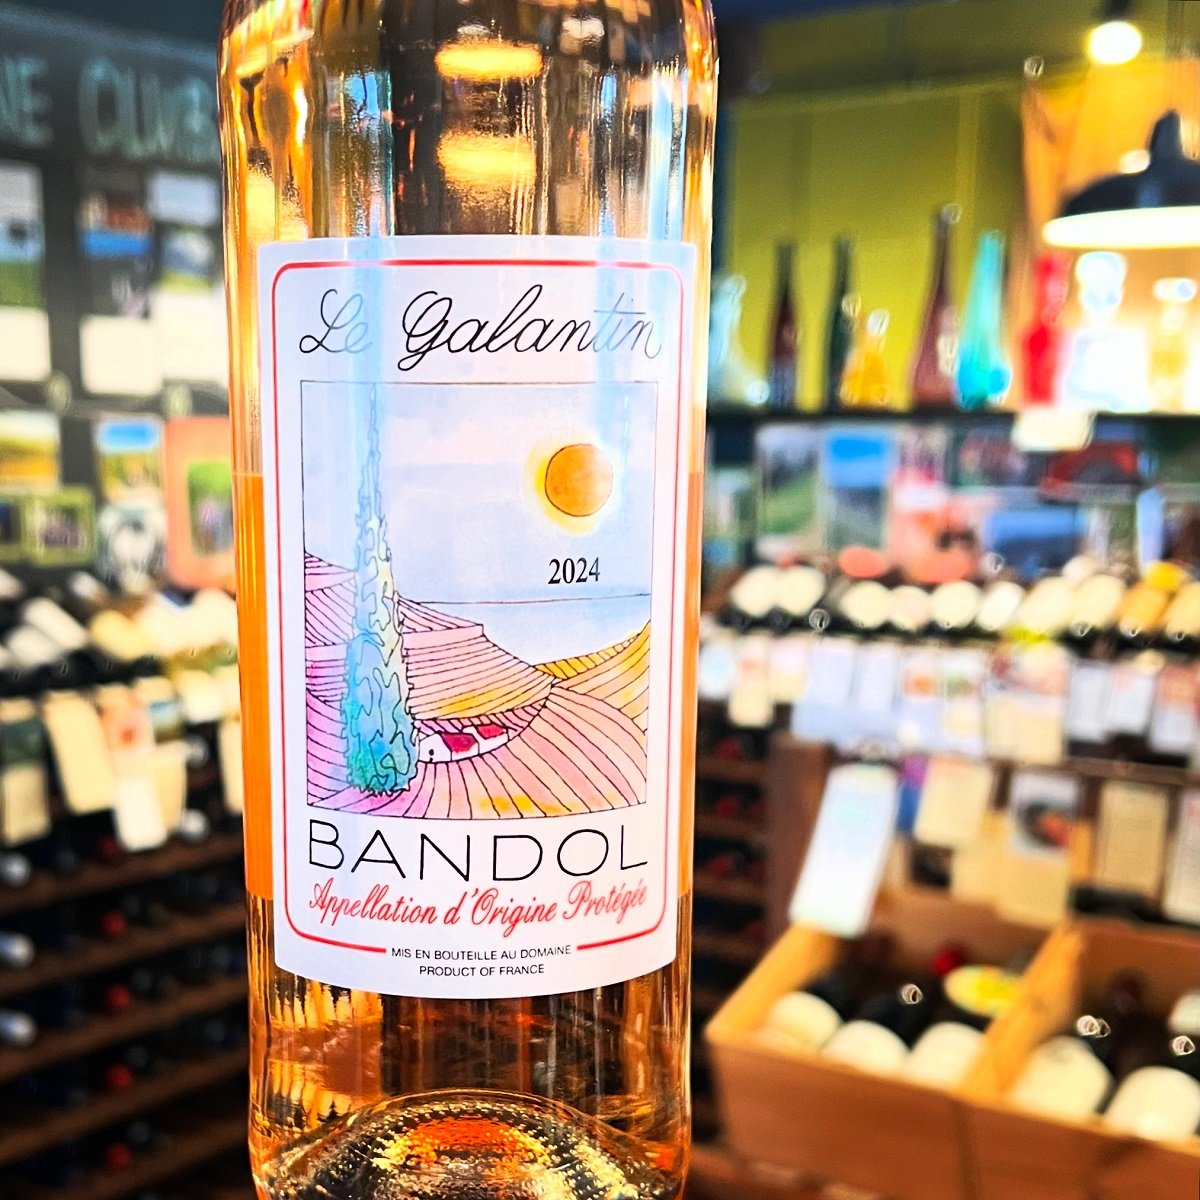 Le Galantin
2024
BANDOL
Appellation d'Origine Protégée
MIS EN BOUTEILLE AU DOMAINE
PRODUCT OF FRANCE